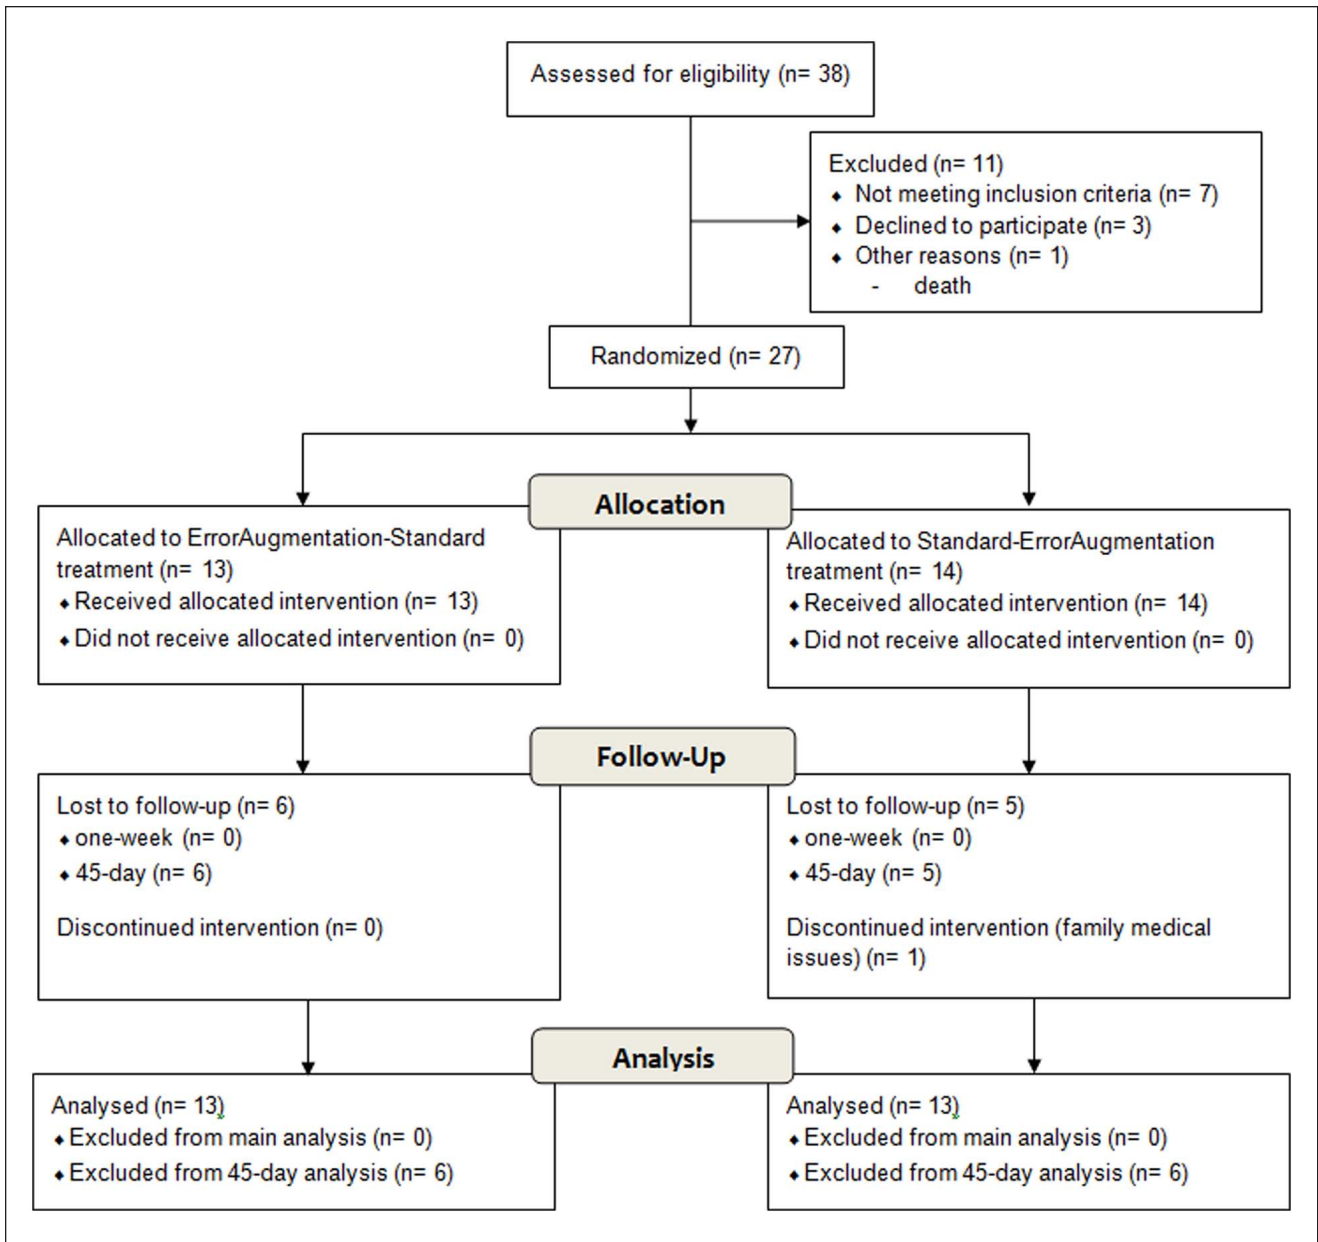 Assessed for eligibility (n= 38)
Excluded (n= 11)
⬥ Not meeting inclusion criteria (n= 7)
⬥ Declined to participate (n= 3)
⬥ Other reasons (n= 1)
- death
Randomized (n= 27)
Allocation
Allocated to ErrorAugmentation-Standard
treatment (n= 13)
⬥ Received allocated intervention (n= 13)
⬥ Did not receive allocated intervention (n= 0)
Allocated to Standard-ErrorAugmentation
treatment (n= 14)
⬥ Received allocated intervention (n= 14)
⬥ Did not receive allocated intervention (n= 0)
Follow-Up
Lost to follow-up (n= 6)
⬥ one-week (n= 0)
⬥ 45-day (n= 6)
Discontinued intervention (n= 0)
Lost to follow-up (n= 5)
⬥ one-week (n= 0)
⬥ 45-day (n= 5)
Discontinued intervention (family medical
issues) (n= 1)
Analysis
Analysed (n= 13)
⬥ Excluded from main analysis (n= 0)
⬥ Excluded from 45-day analysis (n= 6)
Analysed (n= 13)
⬥ Excluded from main analysis (n= 0)
⬥ Excluded from 45-day analysis (n= 6)